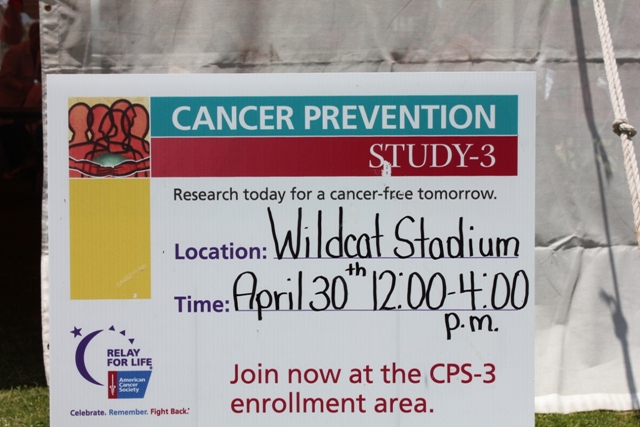 CANCER PREVENTION
STUDY-3
Research today for a cancer-free tomorrow.
Location: Wildcat Stadium
Time: April 30th 12:00-4:00
p.m.
RELAY
FOR LIFE®
American
Cancer
Society
Celebrate. Remember. Fight Back.®
Join now at the CPS-3
enrollment area.